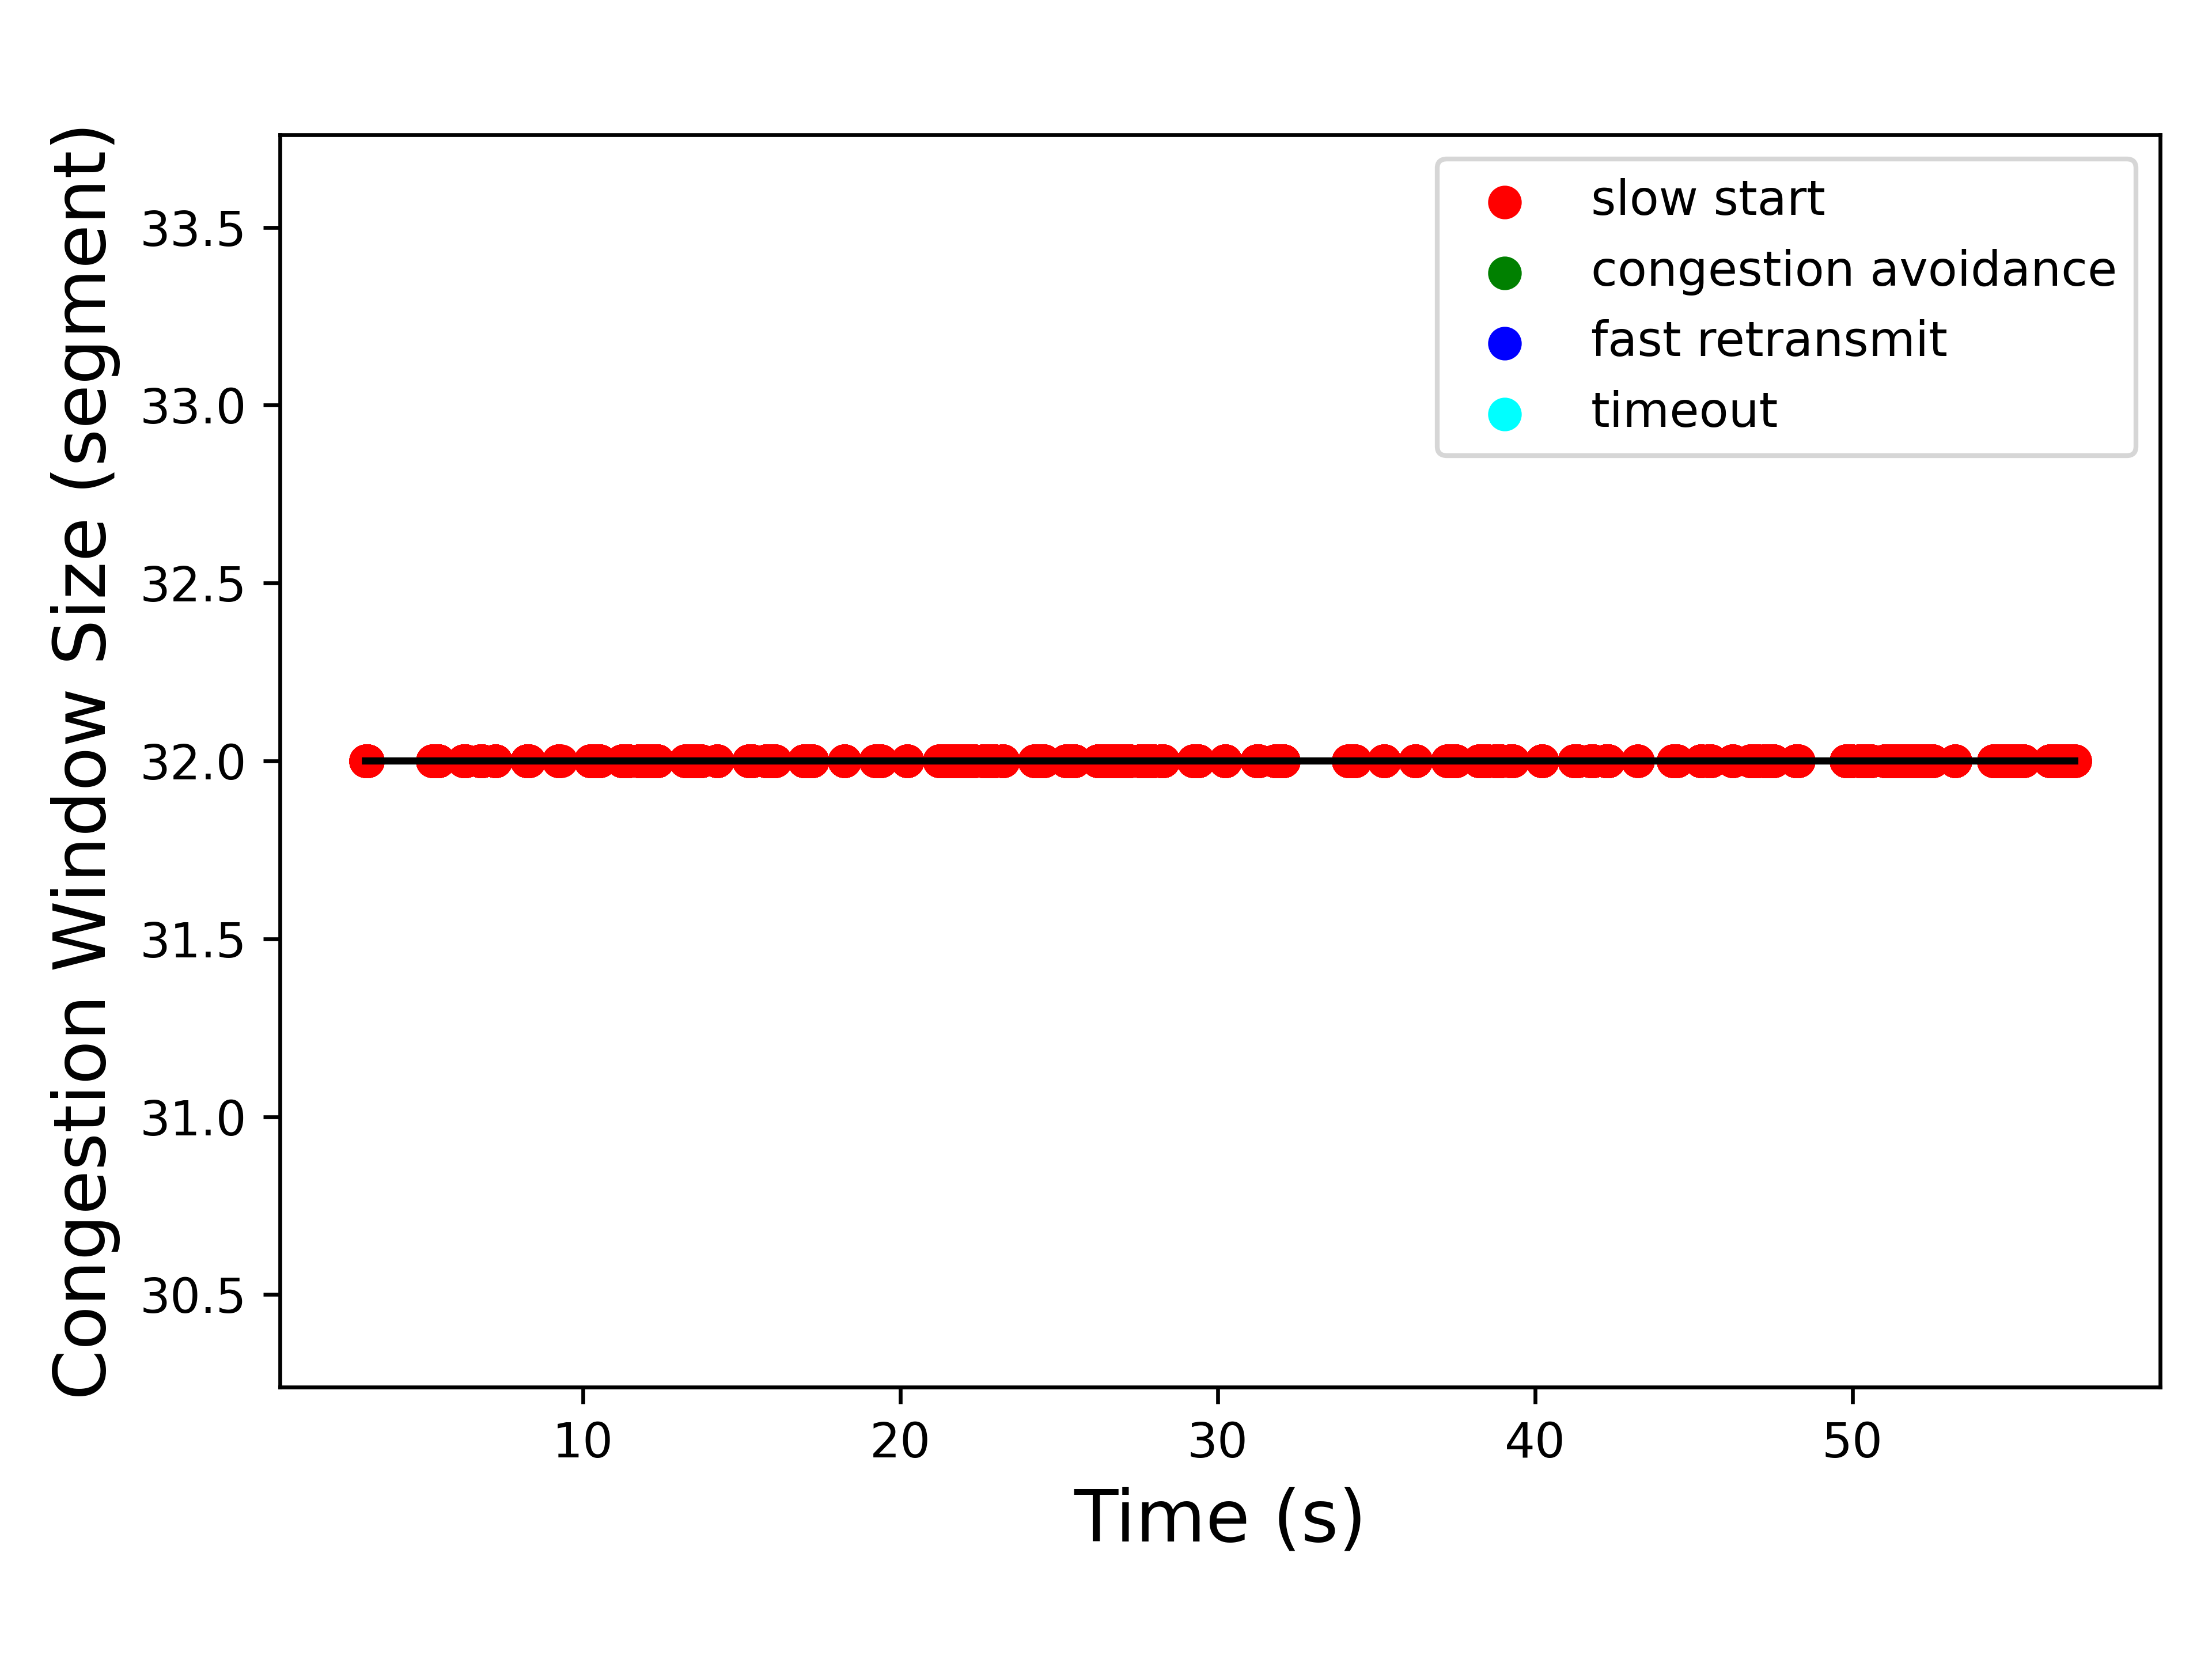 Congestion Window Size (segment)
33.5
33.0
32.5
32.0
31.5
31.0
30.5
slow start
congestion avoidance
fast retransmit
timeout
10 20 30 40 50
Time (s)